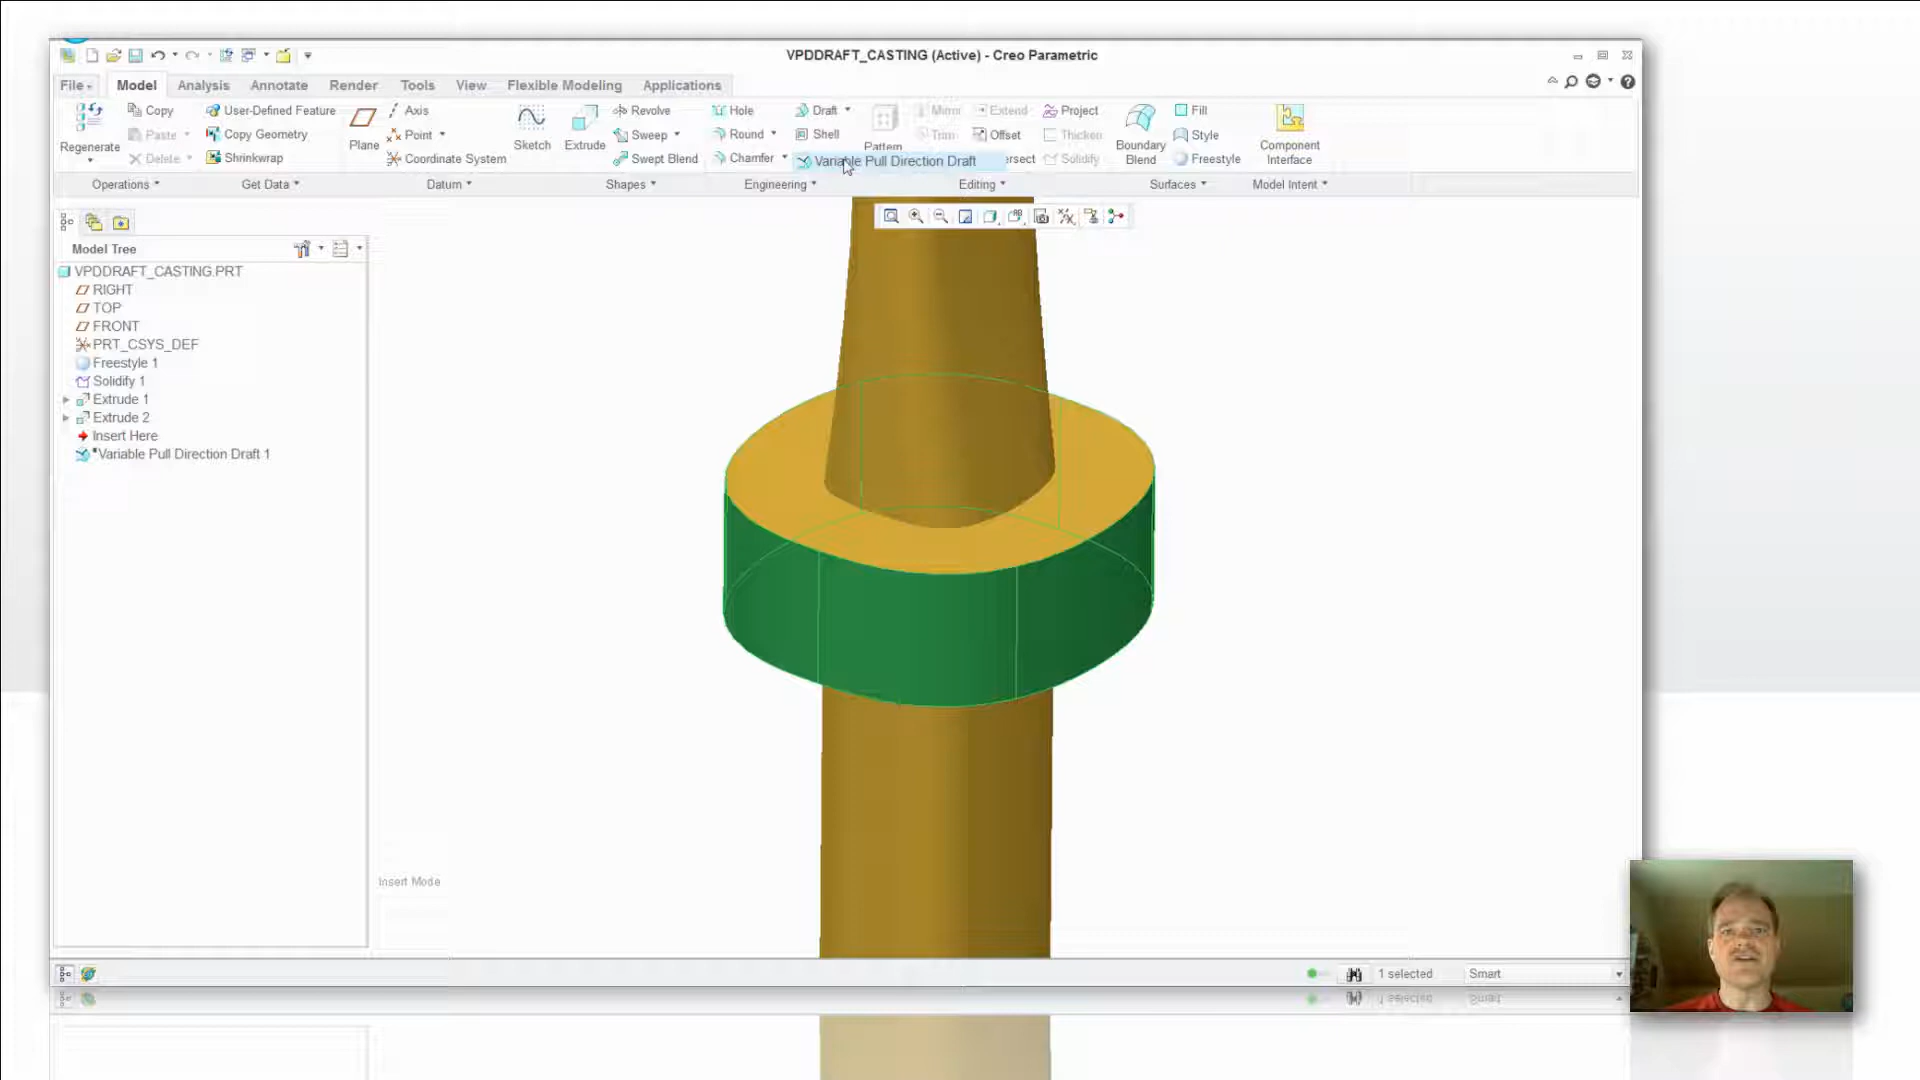 VPDDRAFT_CASTING (Active) - Creo Parametric
File Model Analysis Annotate Render Tools View Flexible Modeling Applications
Copy User-Defined Feature Axis Revolve Hole Draft Mirror Extend Project Fill
Paste Copy Geometry Point Sweep Round Shell Trim Offset Thicken Style
Regenerate Plane Sketch Extrude Pattern Boundary Blend Component Interface
Delete Shrinkwrap Coordinate System Swept Blend Chamfer Variable Pull Direction Draft ersect Solidify Freestyle
Operations Get Data Datum Shapes Engineering Editing Surfaces Model Intent
Model Tree
VPDDRAFT_CASTING.PRT
RIGHT
TOP
FRONT
PRT_CSYS_DEF
Freestyle 1
Solidify 1
Extrude 1
Extrude 2
Insert Here
*Variable Pull Direction Draft 1
Insert Mode
1 selected Smart